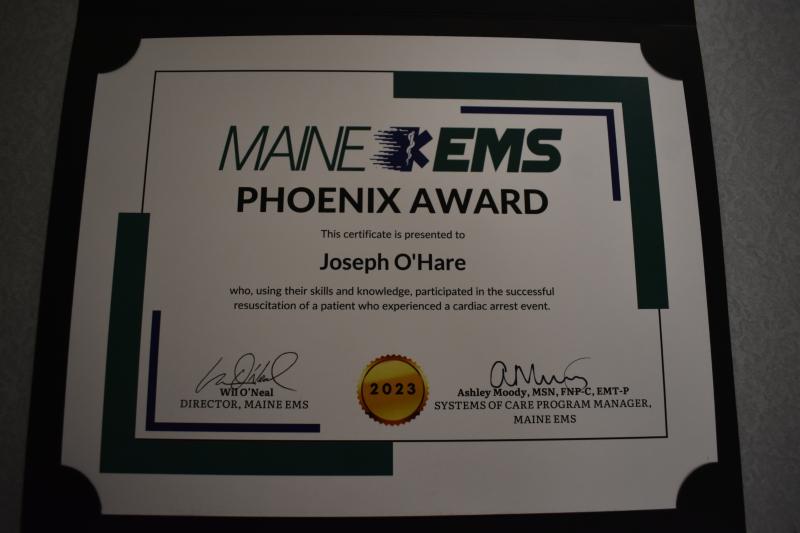 MAINE EMS
PHOENIX AWARD
This certificate is presented to
Joseph O'Hare
who, using their skills and knowledge, participated in the successful
resuscitation of a patient who experienced a cardiac arrest event.
Wil O'Neal
DIRECTOR, MAINE EMS
2023
Ashley Moody, MSN, FNP-C, EMT-P
SYSTEMS OF CARE PROGRAM MANAGER,
MAINE EMS